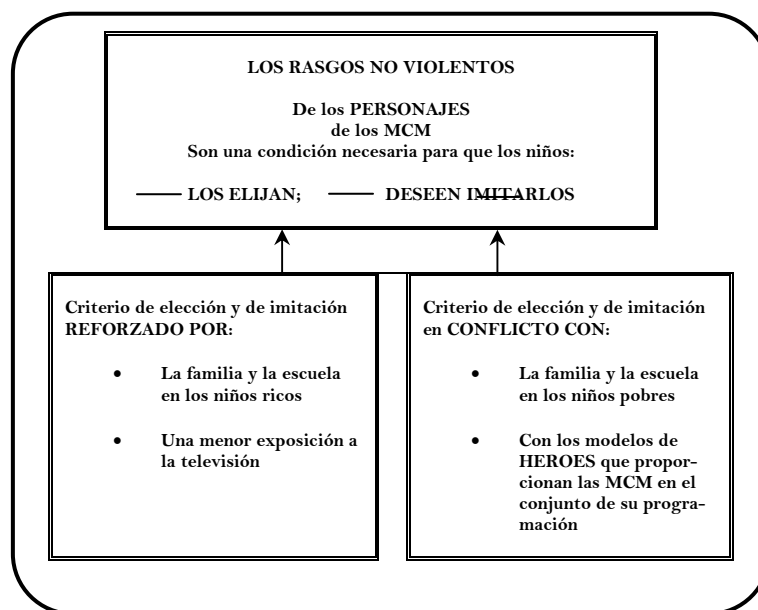 LOS RASGOS NO VIOLENTOS
De los PERSONAJES
de los MCM
Son una condición necesaria para que los niños:
LOS ELIJAN; DESEEN IMITARLOS
Criterio de elección y de imitación
REFORZADO POR:
• La familia y la escuela
en los niños ricos
• Una menor exposición a
la televisión
Criterio de elección y de imitación
en CONFLICTO CON:
• La familia y la escuela
en los niños pobres
• Con los modelos de
HEROES que propor-
cionan las MCM en el
conjunto de su progra-
mación